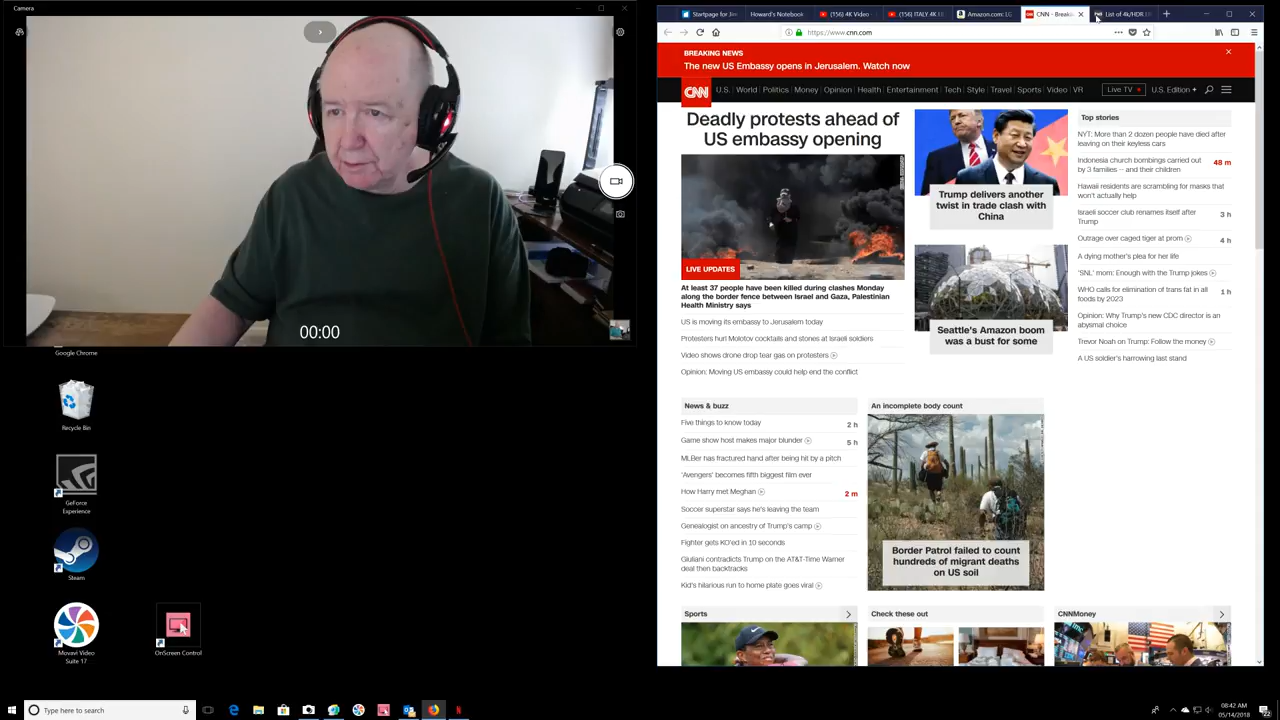 Camera
00:00
Google Chrome
Recycle Bin
GeForce
Experience
Steam
Movavi Video
Suite 17
OnScreen Control
Startpage for Jim
Howard's Notebook
(156) 4K Video -
(156) ITALY 4K
Amazon.com: LG
CNN - Breaki
List of 4k/HDR
https://www.cnn.com
BREAKING NEWS
The new US Embassy opens in Jerusalem. Watch now
CNN
U.S. World Politics Money Opinion Health Entertainment Tech Style Travel Sports Video VR
Live TV
U.S. Edition +
Deadly protests ahead of
US embassy opening
LIVE UPDATES
At least 37 people have been killed during clashes Monday
along the border fence between Israel and Gaza, Palestinian
Health Ministry says
US is moving its embassy to Jerusalem today
Protesters hurl Molotov cocktails and stones at Israeli soldiers
Video shows drone drop tear gas on protesters
Opinion: Moving US embassy could help end the conflict
Trump delivers another
twist in trade clash with
China
Seattle's Amazon boom
was a bust for some
Top stories
NYT: More than 2 dozen people have died after
leaving on their keyless cars
Indonesia church bombings carried out
by 3 families -- and their children
48 m
Hawaii residents are scrambling for masks that
won't actually help
Israeli soccer club renames itself after
Trump
3 h
Outrage over caged tiger at prom
4 h
A dying mother's plea for her life
'SNL' mom: Enough with the Trump jokes
WHO calls for elimination of trans fat in all
foods by 2023
1 h
Opinion: Why Trump's new CDC director is an
abysmal choice
Trevor Noah on Trump: Follow the money
A US soldier's harrowing last stand
News & buzz
Five things to know today
2 h
Game show host makes major blunder
5 h
MLBer has fractured hand after being hit by a pitch
'Avengers' becomes fifth biggest film ever
How Harry met Meghan
2 m
Soccer superstar says he's leaving the team
Genealogist on ancestry of Trump's camp
Fighter gets KO'ed in 10 seconds
Giuliani contradicts Trump on the AT&T-Time Warner
deal then backtracks
Kid's hilarious run to home plate goes viral
An incomplete body count
Border Patrol failed to count
hundreds of migrant deaths
on US soil
Sports
Check these out
CNNMoney
Type here to search
08:42 AM
05/14/2018